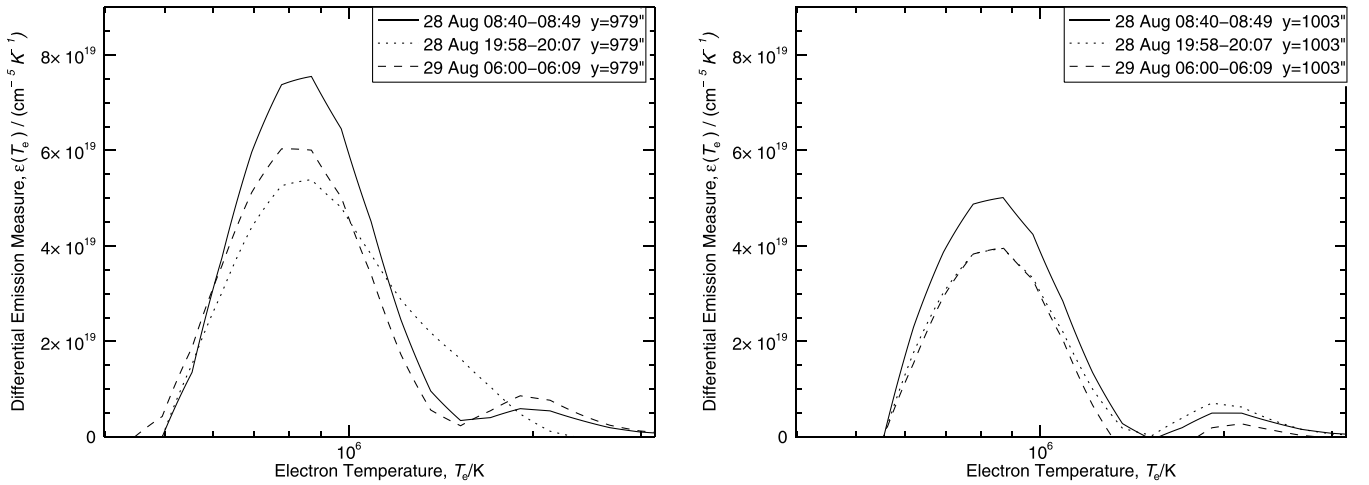 28 Aug 08:40−08:49 y=979"
28 Aug 19:58−20:07 y=979"
29 Aug 06:00−06:09 y=979"
8× 10¹⁹
6× 10¹⁹
4× 10¹⁹
2× 10¹⁹
0
Differential Emission Measure, ε(Tₑ) / (cm⁻⁵ K⁻¹)
10⁶
Electron Temperature, Tₑ/K
28 Aug 08:40−08:49 y=1003"
28 Aug 19:58−20:07 y=1003"
29 Aug 06:00−06:09 y=1003"
8× 10¹⁹
6× 10¹⁹
4× 10¹⁹
2× 10¹⁹
0
Differential Emission Measure, ε(Tₑ) / (cm⁻⁵ K⁻¹)
10⁶
Electron Temperature, Tₑ/K